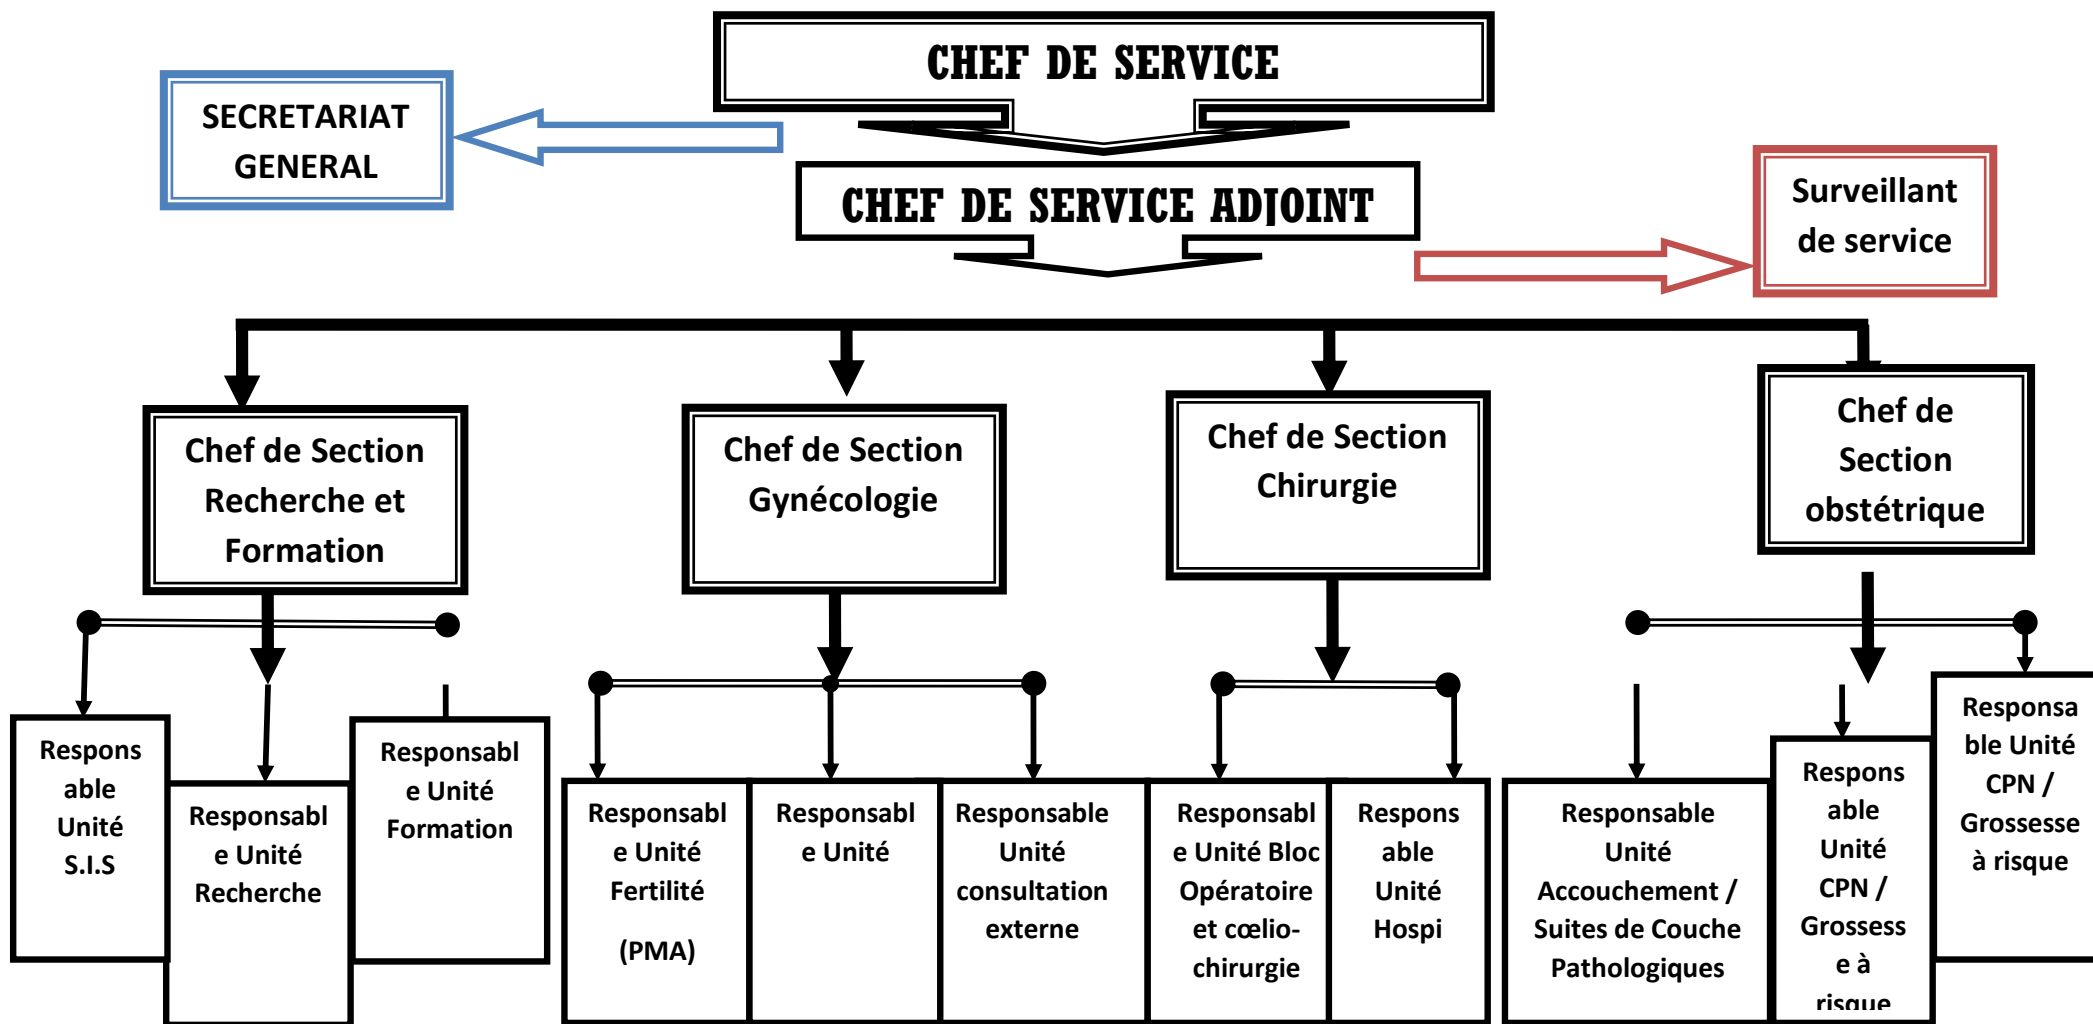 CHEF DE SERVICE
SECRETARIAT
GENERAL
CHEF DE SERVICE ADJOINT
Surveillant
de service
Chef de Section
Recherche et
Formation
Chef de Section
Gynécologie
Chef de Section
Chirurgie
Chef de
Section
obstétrique
Respons
able
Unité
S.I.S
Responsabl
e Unité
Recherche
Responsabl
e Unité
Formation
Responsabl
e Unité
Fertilité
(PMA)
Responsabl
e Unité
Responsable
Unité
consultation
externe
Responsabl
e Unité Bloc
Opératoire
et cœlio-
chirurgie
Respons
able
Unité
Hospi
Responsable
Unité
Accouchement /
Suites de Couche
Pathologiques
Respons
able
Unité
CPN /
Grossess
e à
risque
Responsa
ble Unité
CPN /
Grossesse
à risque